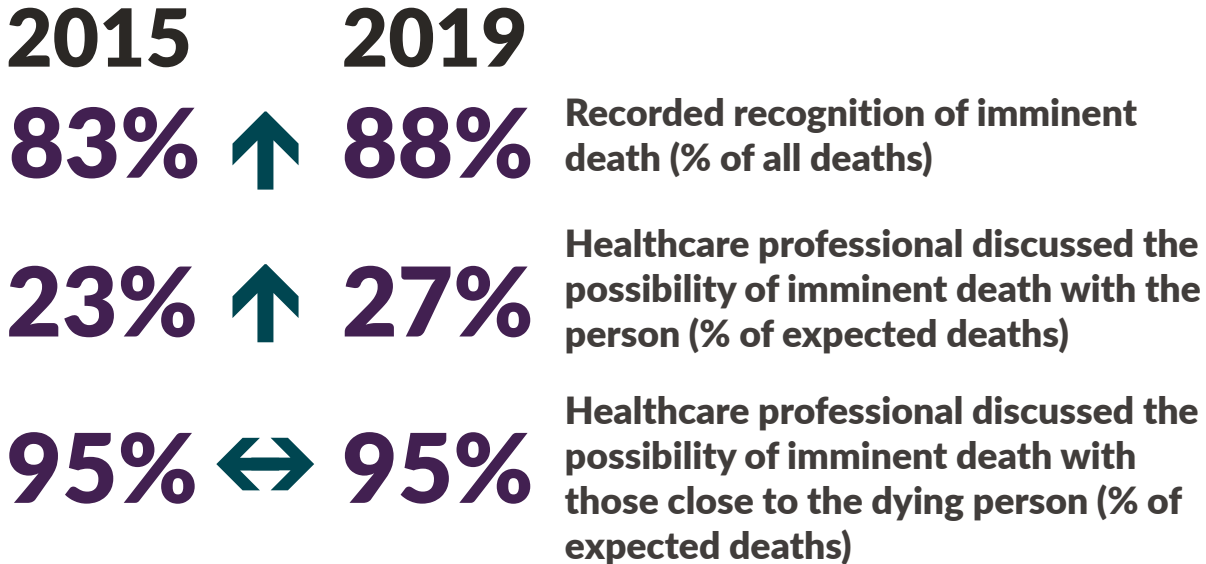 2015 2019
83% ↑ 88% Recorded recognition of imminent
death (% of all deaths)
23% ↑ 27% Healthcare professional discussed the
possibility of imminent death with the
person (% of expected deaths)
95% ↔ 95% Healthcare professional discussed the
possibility of imminent death with
those close to the dying person (% of
expected deaths)